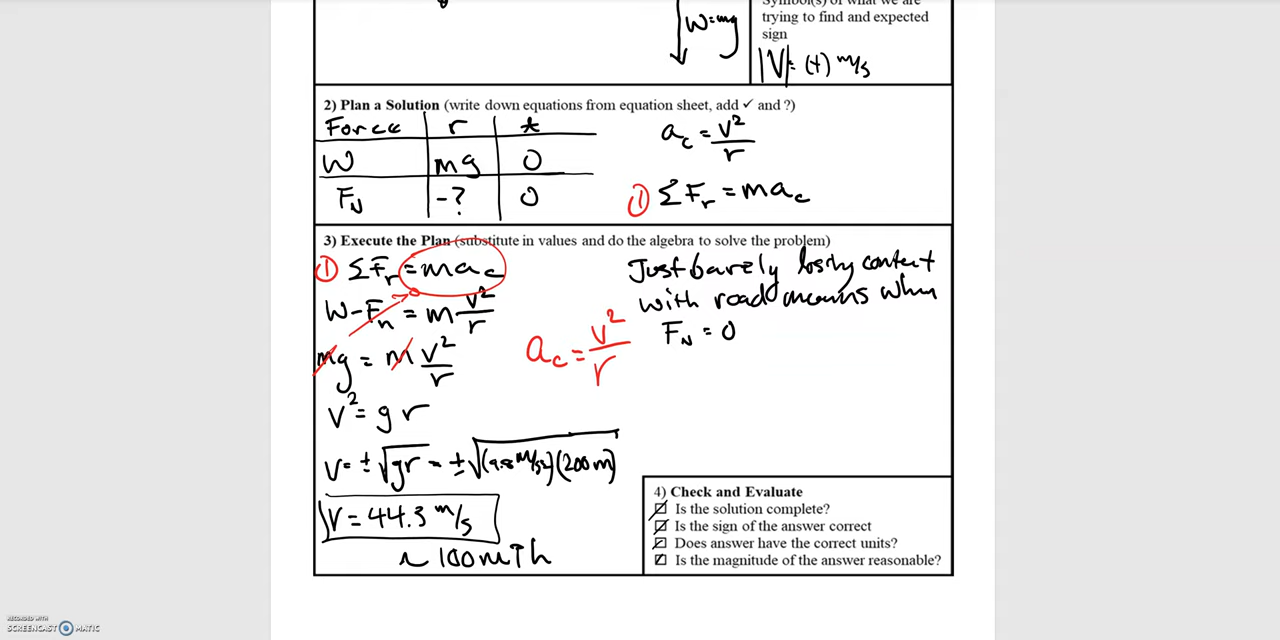 Symbol(s) of what we are
trying to find and expected
sign
W=mg
|V|= (+) m/s
2) Plan a Solution (write down equations from equation sheet, add ✓ and ?)
Force r t
W mg 0
FN -? 0
ac = v²/r
① ΣFr = mac
3) Execute the Plan (substitute in values and do the algebra to solve the problem)
① ΣFr = mac
W - Fn = m v²/r
mg = m v²/r
v² = gr
v = ± √gr = ± √(9.8 m/s2)(200m)
|V = 44.3 m/s
~ 100 mph
ac = v²/r
Just barely losing contact
with road means when
FN = 0
4) Check and Evaluate
Is the solution complete?
Is the sign of the answer correct
Does answer have the correct units?
Is the magnitude of the answer reasonable?
RECORDED WITH
SCREENCAST MATIC